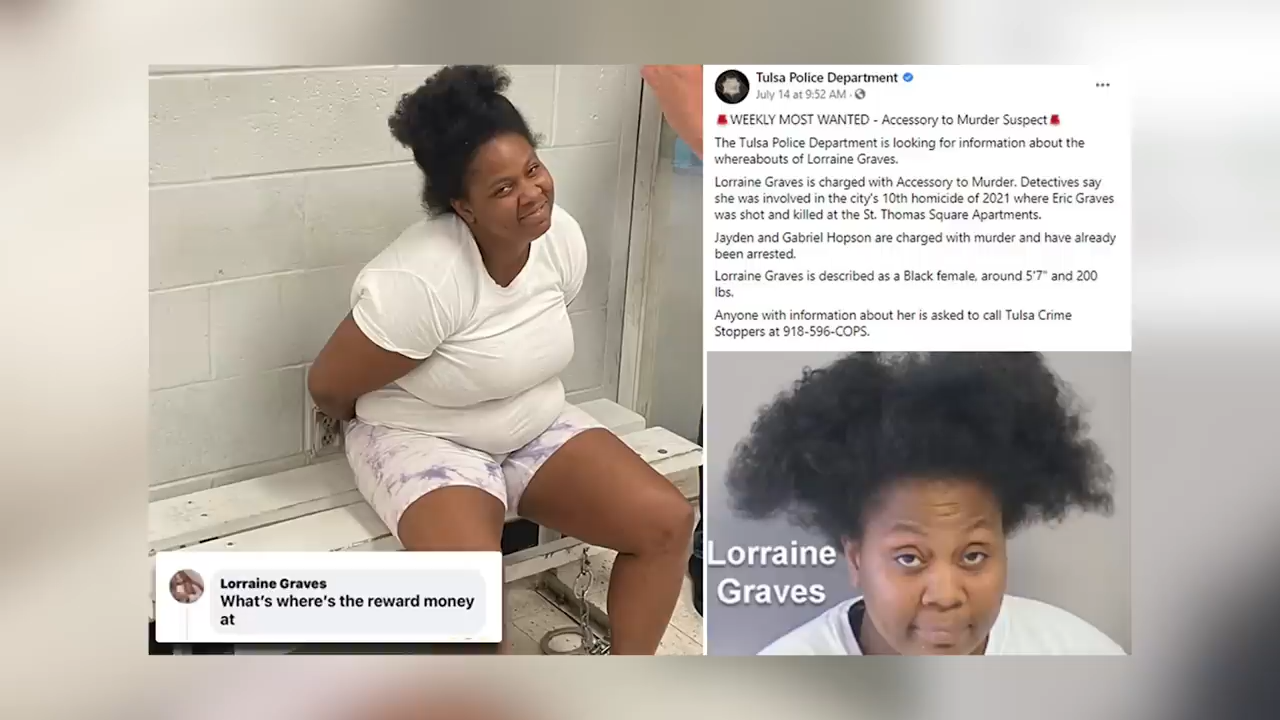 Tulsa Police Department
July 14 at 9:52 AM ·
WEEKLY MOST WANTED - Accessory to Murder Suspect
The Tulsa Police Department is looking for information about the
whereabouts of Lorraine Graves.
Lorraine Graves is charged with Accessory to Murder. Detectives say
she was involved in the city's 10th homicide of 2021 where Eric Graves
was shot and killed at the St. Thomas Square Apartments.
Jayden and Gabriel Hopson are charged with murder and have already
been arrested.
Lorraine Graves is described as a Black female, around 5'7" and 200
lbs.
Anyone with information about her is asked to call Tulsa Crime
Stoppers at 918-596-COPS.
Lorraine
Graves
Lorraine Graves
What's where's the reward money
at